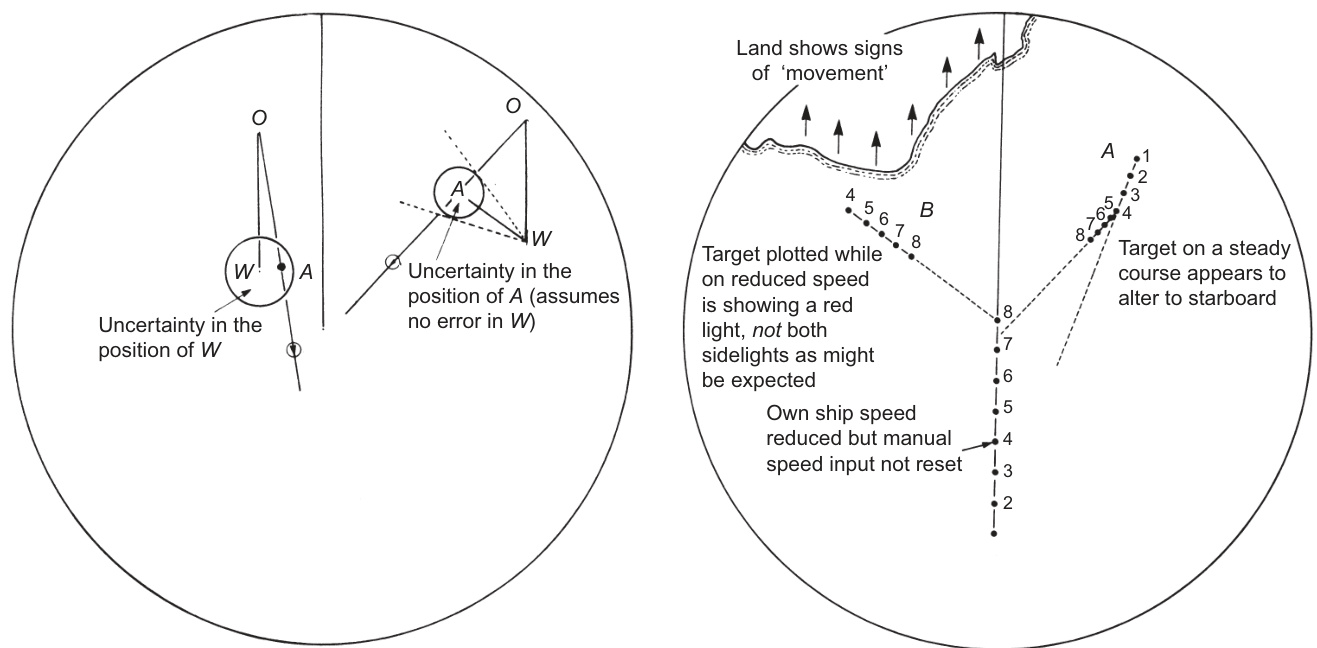 O
W
A
Uncertainty in the
position of W
O
A
W
Uncertainty in the
position of A (assumes
no error in W)
Land shows signs
of ‘movement’
A
1
2
3
4
5
6
7
8
Target on a steady
course appears to
alter to starboard
4
5
6
7
8
B
Target plotted while
on reduced speed
is showing a red
light, not both
sidelights as might
be expected
8
7
6
5
4
3
2
Own ship speed
reduced but manual
speed input not reset